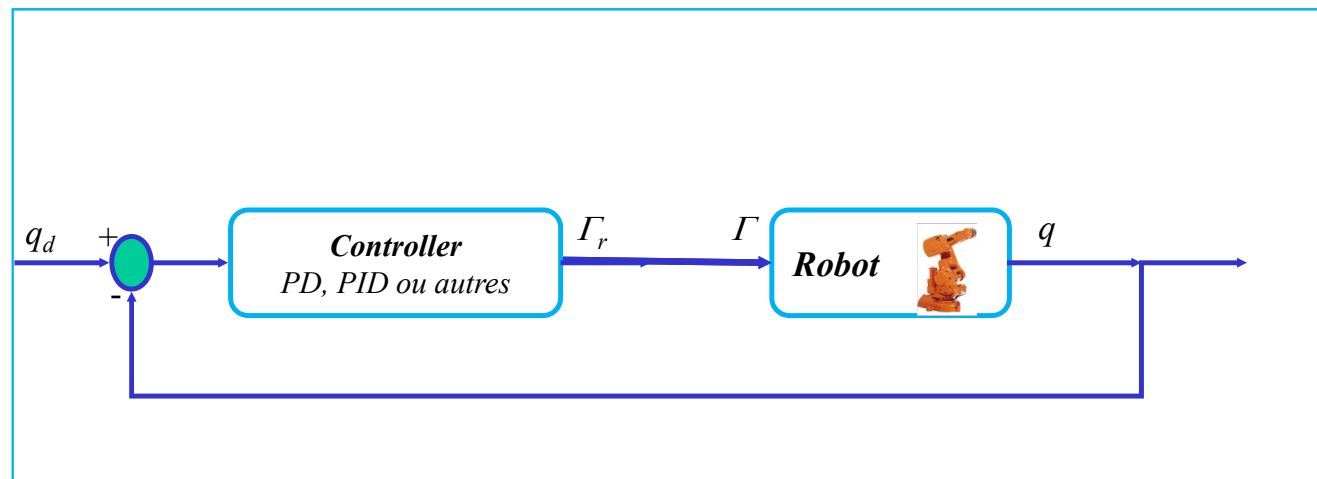 q_d
+
-
Controller
PD, PID ou autres
Γ_r
Γ
Robot
q